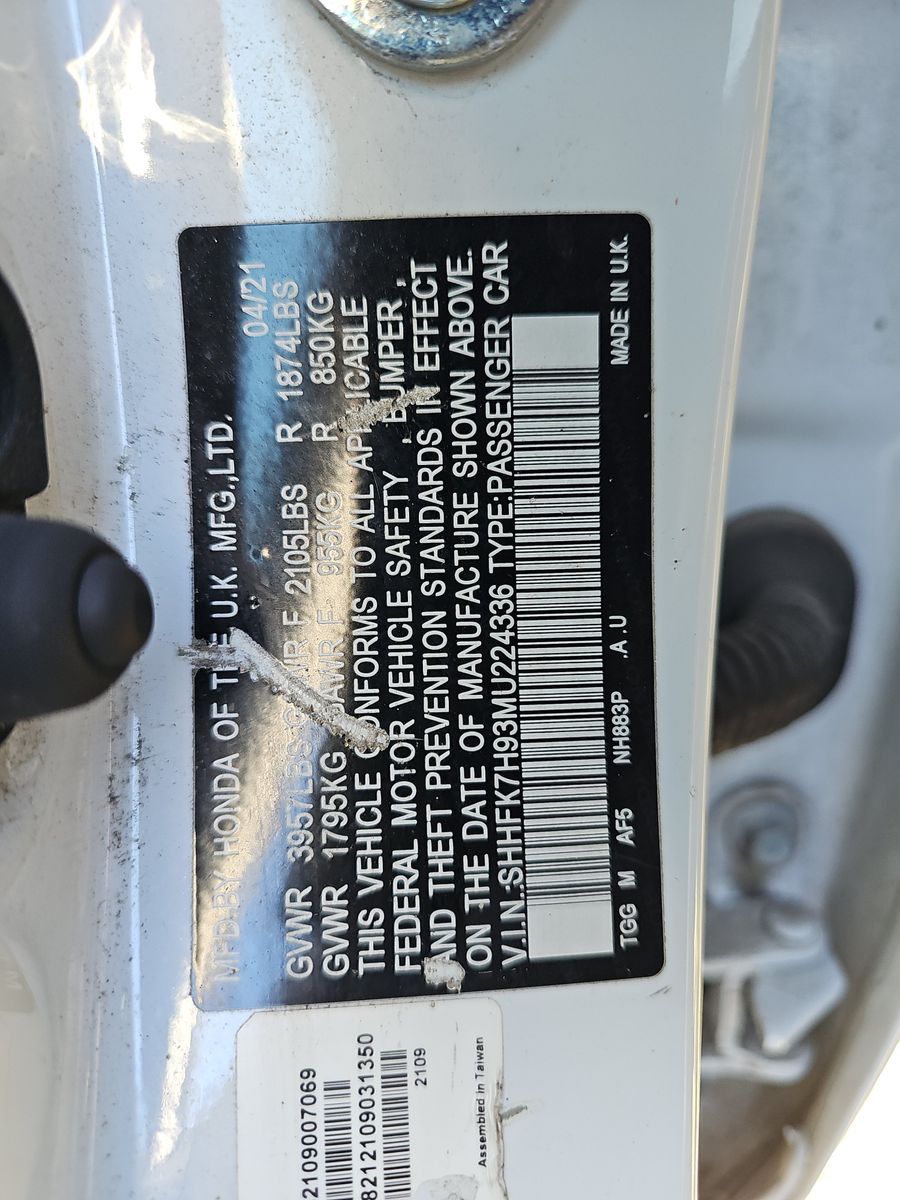 MFD.BY HONDA OF THE U.K. MFG.,LTD. 04/21
GVWR 3957LBS GAWR F 2105LBS R 1874LBS
GVWR 1795KG GAWR F 955KG R 850KG
THIS VEHICLE CONFORMS TO ALL APPLICABLE
FEDERAL MOTOR VEHICLE SAFETY , BUMPER ,
AND THEFT PREVENTION STANDARDS IN EFFECT
ON THE DATE OF MANUFACTURE SHOWN ABOVE.
V.I.N.:SHHFK7H93MU224336 TYPE:PASSENGER CAR
TGG M AF5 NH883P .A.U MADE IN U.K.
2109007069
8212109031350
2109
Assembled in Taiwan